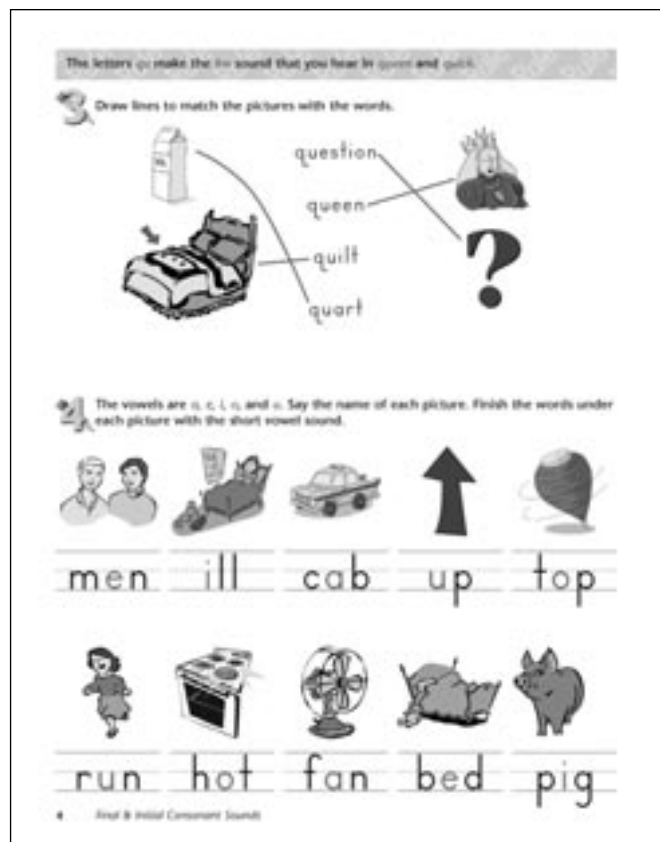 The letters qu make the kw sound that you hear in queen and quick.
3 Draw lines to match the pictures with the words.
question
queen
quilt
quart
4 The vowels are a, e, i, o, and u. Say the name of each picture. Finish the words under
each picture with the short vowel sound.
men ill cab up top
run hot fan bed pig
4 Final & Initial Consonant Sounds